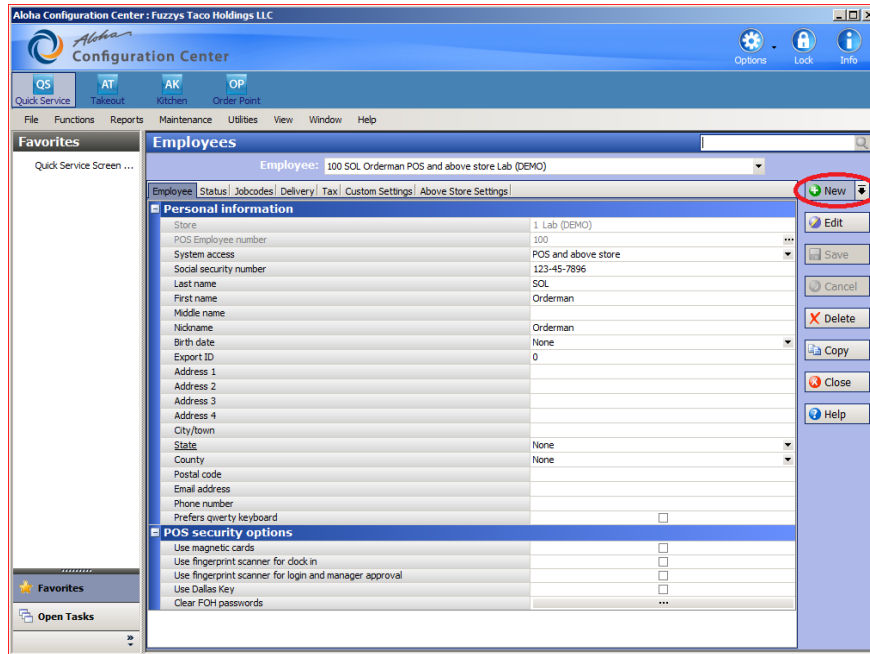 Aloha Configuration Center : Fuzzys Taco Holdings LLC
Aloha
Configuration Center
Options Lock Info
QS AT AK OP
Quick Service Takeout Kitchen Order Point
File Functions Reports Maintenance Utilities View Window Help
Favorites
Quick Service Screen ...
Employees
Employee: 100 SOL Orderman POS and above store Lab (DEMO)
Employee Status Jobcodes Delivery Tax Custom Settings Above Store Settings
Personal information
Store 1 Lab (DEMO)
POS Employee number 100 ...
System access POS and above store
Social security number 123-45-7896
Last name SOL
First name Orderman
Middle name
Nickname Orderman
Birth date None
Export ID 0
Address 1
Address 2
Address 3
Address 4
City/town
State None
County None
Postal code
Email address
Phone number
Prefers qwerty keyboard
POS security options
Use magnetic cards
Use fingerprint scanner for clock in
Use fingerprint scanner for login and manager approval
Use Dallas Key
Clear FOH passwords ...
New
Edit
Save
Cancel
Delete
Copy
Close
Help
Favorites
Open Tasks